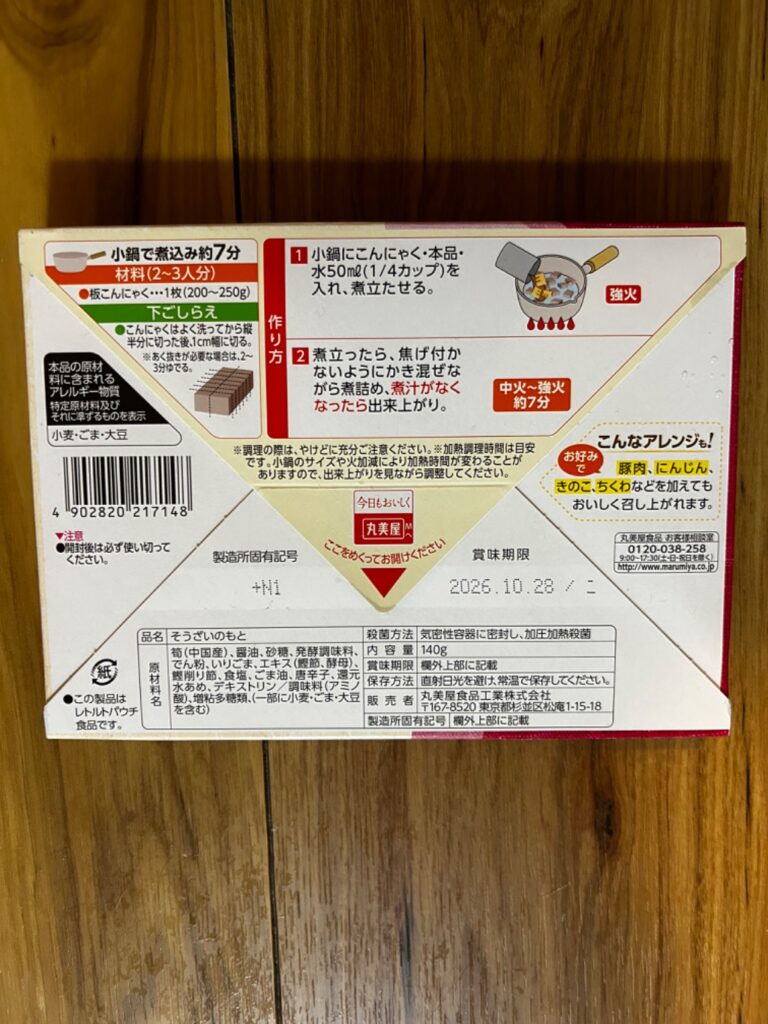 小鍋で煮込み約7分
材料(2~3人分)
●板こんにゃく…1枚(200~250g)
下ごしらえ
●こんにゃくはよく洗ってから縦
半分に切った後、1cm幅に切る。
※あく抜きが必要な場合は、2~
3分ゆでる。
作り方
1 小鍋にこんにゃく・本品・
水50mℓ(1/4カップ)を
入れ、煮立たせる。
強火
2 煮立ったら、焦げ付か
ないようにかき混ぜな
がら煮詰め、煮汁がなく
なったら出来上がり。
中火~強火
約7分
※調理の際は、やけどに充分ご注意ください。※加熱調理時間は目安
です。小鍋のサイズや火加減により加熱時間が変わることが
ありますので、出来上がりを見ながら調整してください。
本品の原材
料に含まれる
アレルギー物質
特定原材料及び
それに準ずるものを表示
小麦・ごま・大豆
4 902820 217148
▼注意
●開封後は必ず使い切って
ください。
こんなアレンジも!
お好み
で
豚肉、にんじん、
きのこ、ちくわなどを加えても
おいしく召し上がれます。
丸美屋食品 お客様相談室
0120-038-258
9:00~17:30(土・日・祝日を除く)
http://www.marumiya.co.jp
今日もおいしく
丸美屋
ここをめくってお開けください
製造所固有記号
+N1
賞味期限
2026.10.28 / ニ
品名 そうざいのもと
原材料名
筍(中国産)、醤油、砂糖、発酵調味料、
でん粉、いりごま、エキス(鰹節、酵母)、
鰹削り節、食塩、ごま油、唐辛子、還元
水あめ、デキストリン/調味料(アミノ
酸)、増粘多糖類、(一部に小麦・ごま・大豆
を含む)
殺菌方法 気密性容器に密封し、加圧加熱殺菌
内容量 140g
賞味期限 欄外上部に記載
保存方法 直射日光を避け、常温で保存してください。
販売者 丸美屋食品工業株式会社
〒167-8520 東京都杉並区松庵1-15-18
製造所固有記号 欄外上部に記載
紙
●この製品は
レトルトパウチ
食品です。